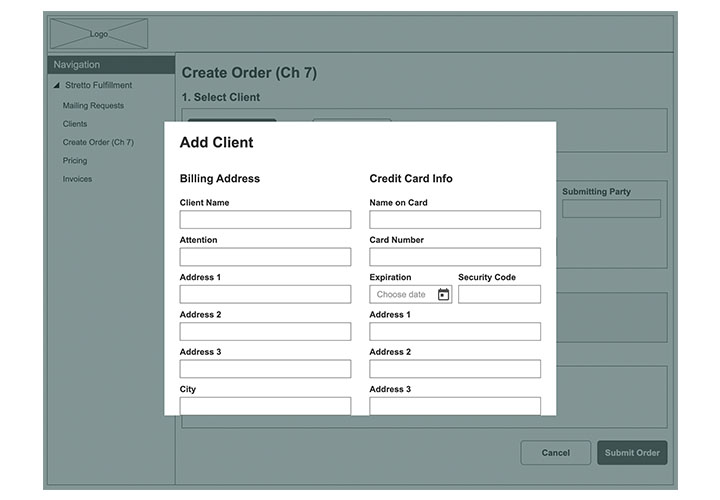 Logo
Navigation
Stretto Fulfillment
Mailing Requests
Clients
Create Order (Ch 7)
Pricing
Invoices
Create Order (Ch 7)
1. Select Client
Submitting Party
Add Client
Billing Address
Client Name
Attention
Address 1
Address 2
Address 3
City
Credit Card Info
Name on Card
Card Number
Expiration Security Code
Choose date
Address 1
Address 2
Address 3
Cancel Submit Order